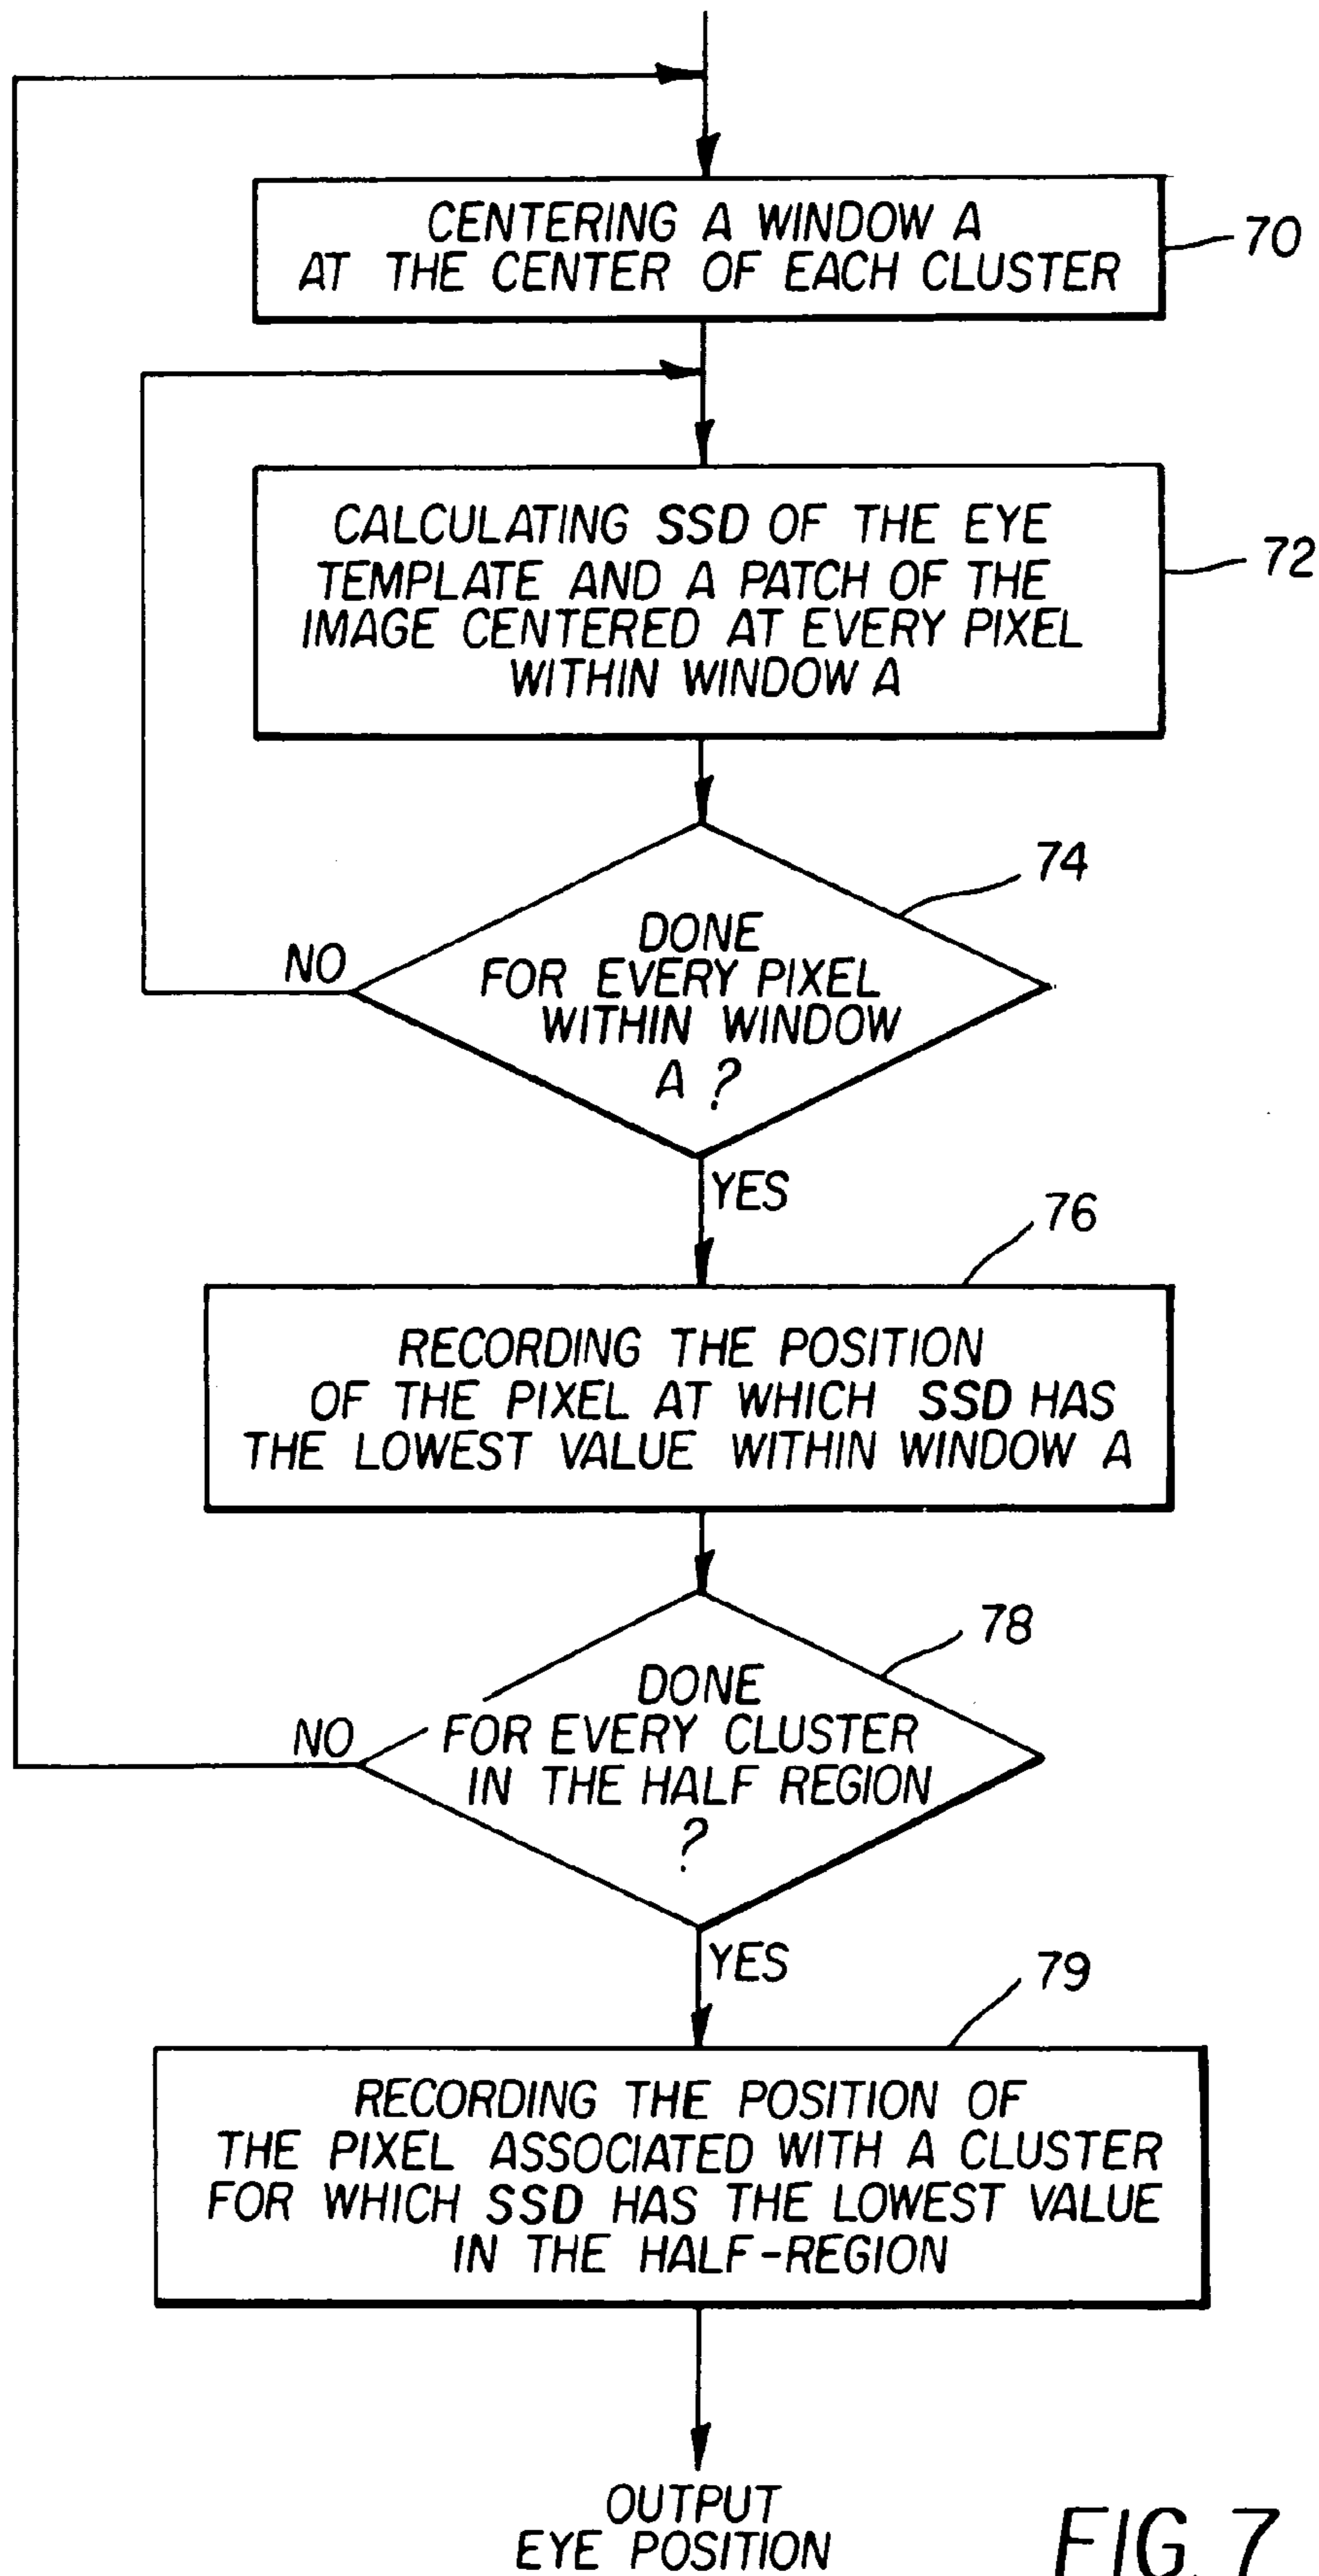 CENTERING A WINDOW A
AT THE CENTER OF EACH CLUSTER
70
CALCULATING SSD OF THE EYE
TEMPLATE AND A PATCH OF THE
IMAGE CENTERED AT EVERY PIXEL
WITHIN WINDOW A
72
74
DONE
FOR EVERY PIXEL
WITHIN WINDOW
A ?
NO
YES
76
RECORDING THE POSITION
OF THE PIXEL AT WHICH SSD HAS
THE LOWEST VALUE WITHIN WINDOW A
78
DONE
FOR EVERY CLUSTER
IN THE HALF REGION
?
NO
YES
79
RECORDING THE POSITION OF
THE PIXEL ASSOCIATED WITH A CLUSTER
FOR WHICH SSD HAS THE LOWEST VALUE
IN THE HALF-REGION
OUTPUT
EYE POSITION
FIG. 7